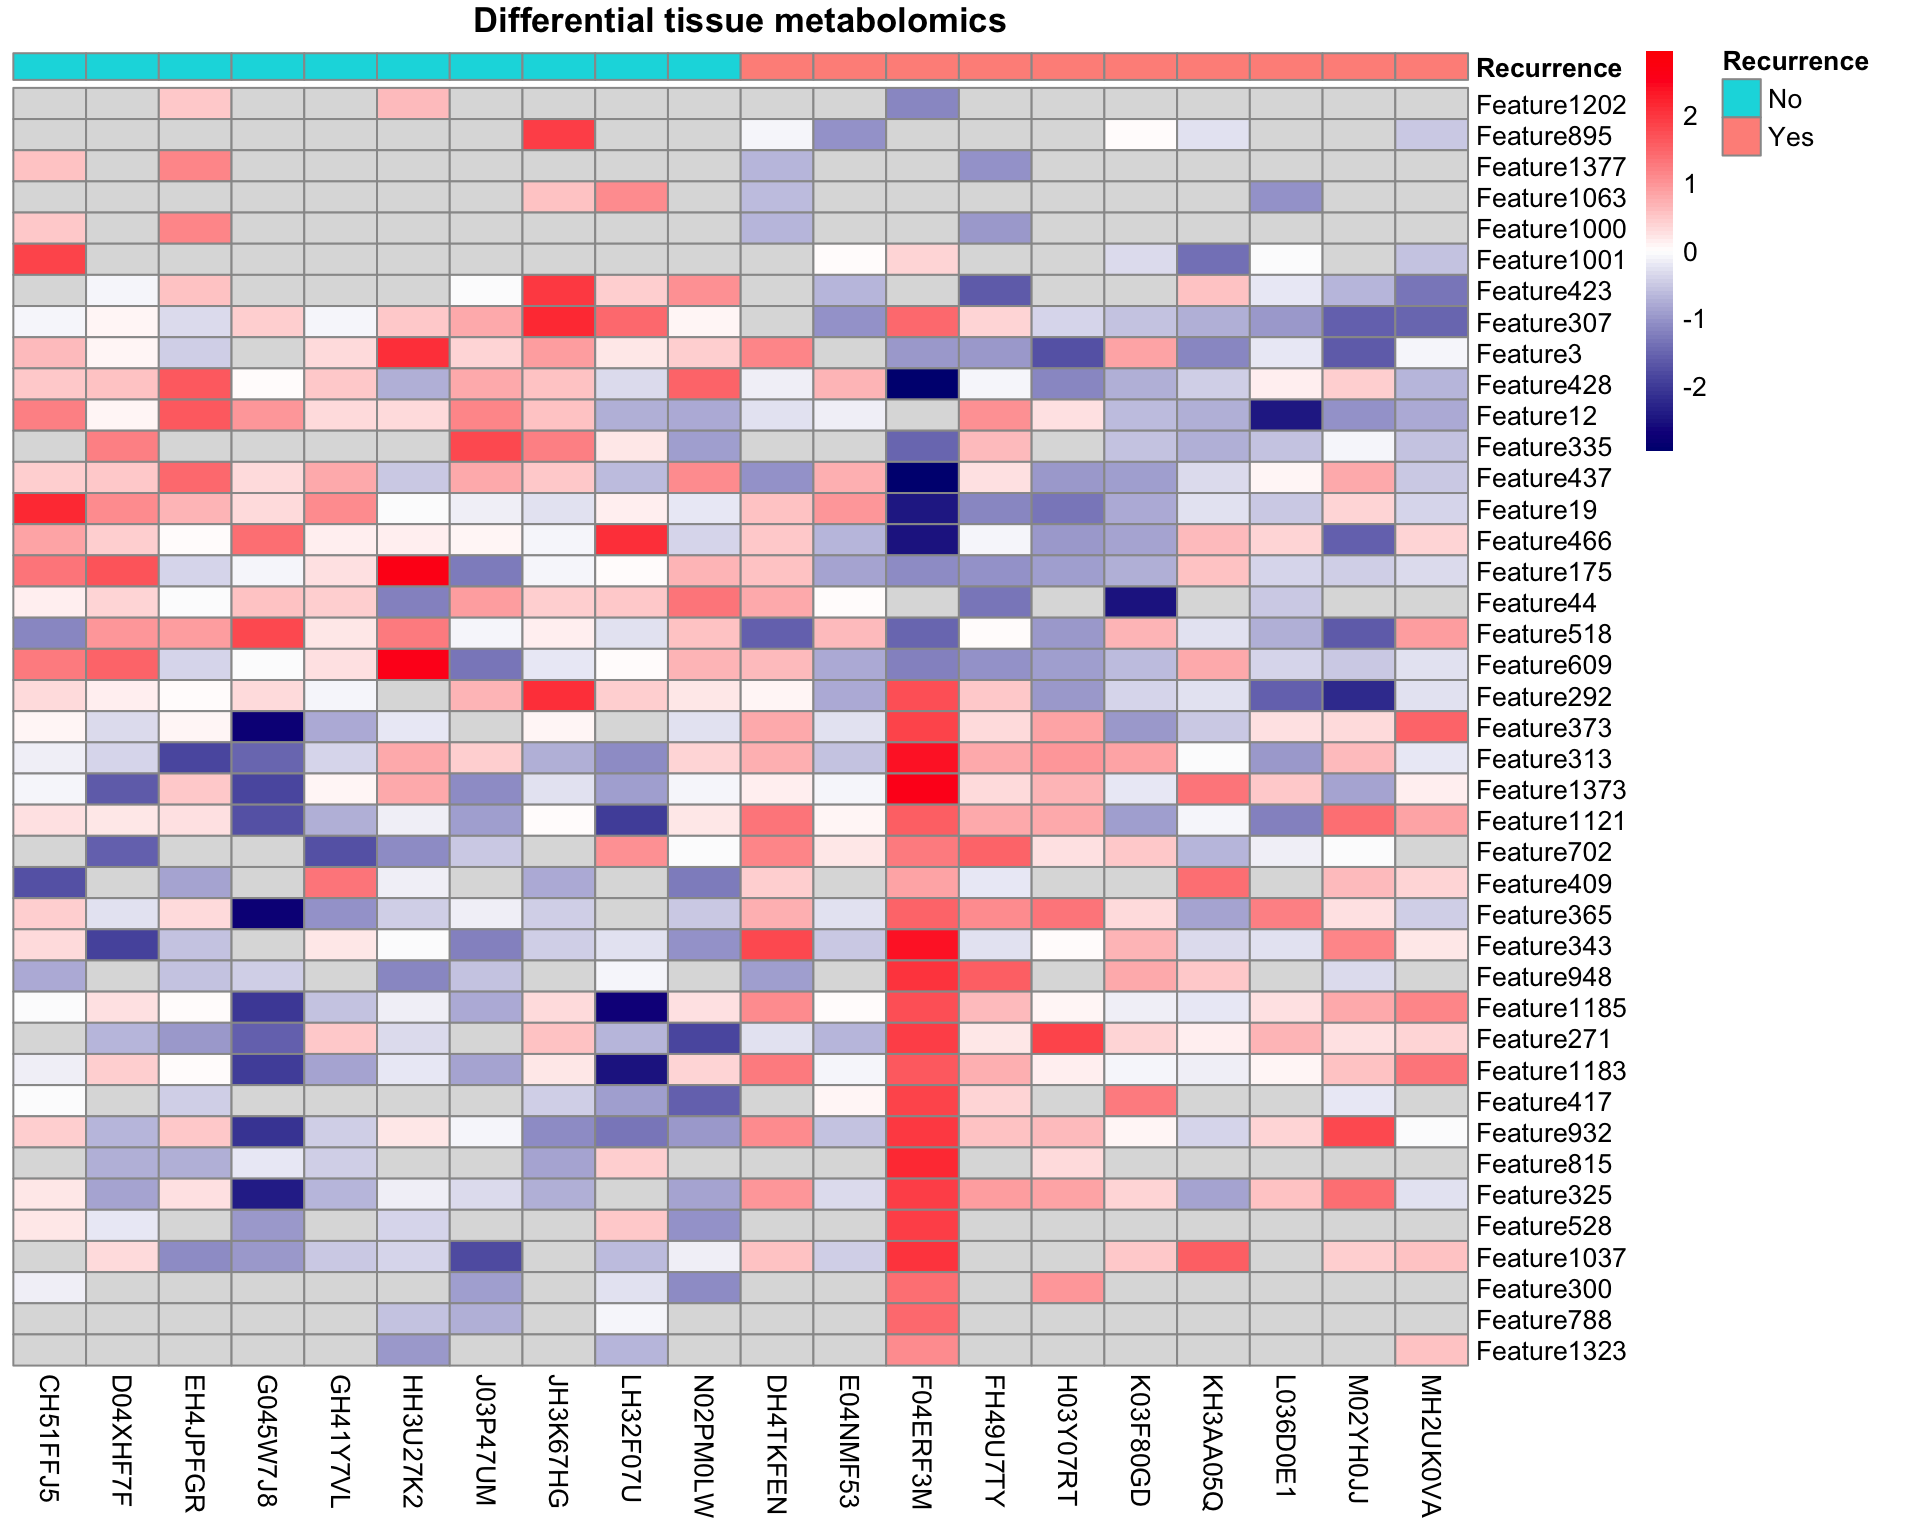 Differential tissue metabolomics
Recurrence
Feature1202
Feature895
Feature1377
Feature1063
Feature1000
Feature1001
Feature423
Feature307
Feature3
Feature428
Feature12
Feature335
Feature437
Feature19
Feature466
Feature175
Feature44
Feature518
Feature609
Feature292
Feature373
Feature313
Feature1373
Feature1121
Feature702
Feature409
Feature365
Feature343
Feature948
Feature1185
Feature271
Feature1183
Feature417
Feature932
Feature815
Feature325
Feature528
Feature1037
Feature300
Feature788
Feature1323
CH51FFJ5
D04XHF7F
EH4JPFGR
G045W7J8
GH41Y7VL
HH3U27K2
J03P47UM
JH3K67HG
LH32F07U
N02PM0LW
DH4TKFEN
E04NMF53
F04ERF3M
FH49U7TY
H03Y07RT
K03F80GD
KH3AA05Q
L036D0E1
M02YH0JJ
MH2UK0VA
2
1
0
-1
-2
Recurrence
No
Yes